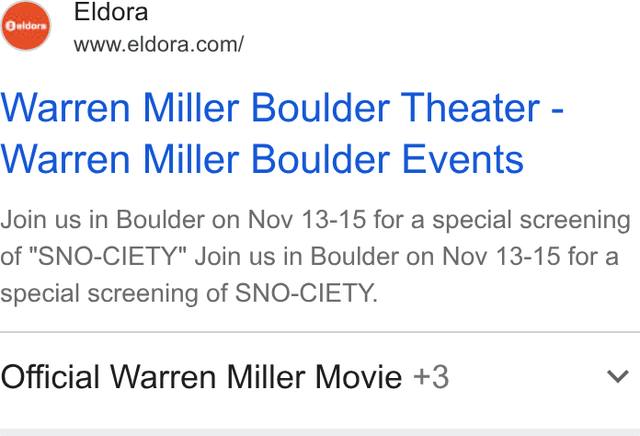 eldora
Eldora
www.eldora.com/
Warren Miller Boulder Theater -
Warren Miller Boulder Events
Join us in Boulder on Nov 13-15 for a special screening
of "SNO-CIETY" Join us in Boulder on Nov 13-15 for a
special screening of SNO-CIETY.
Official Warren Miller Movie +3